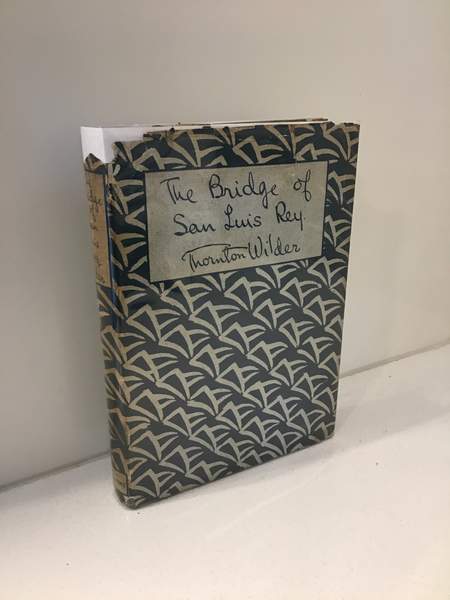 The Bridge of
San Luis Rey.
Thornton Wilder